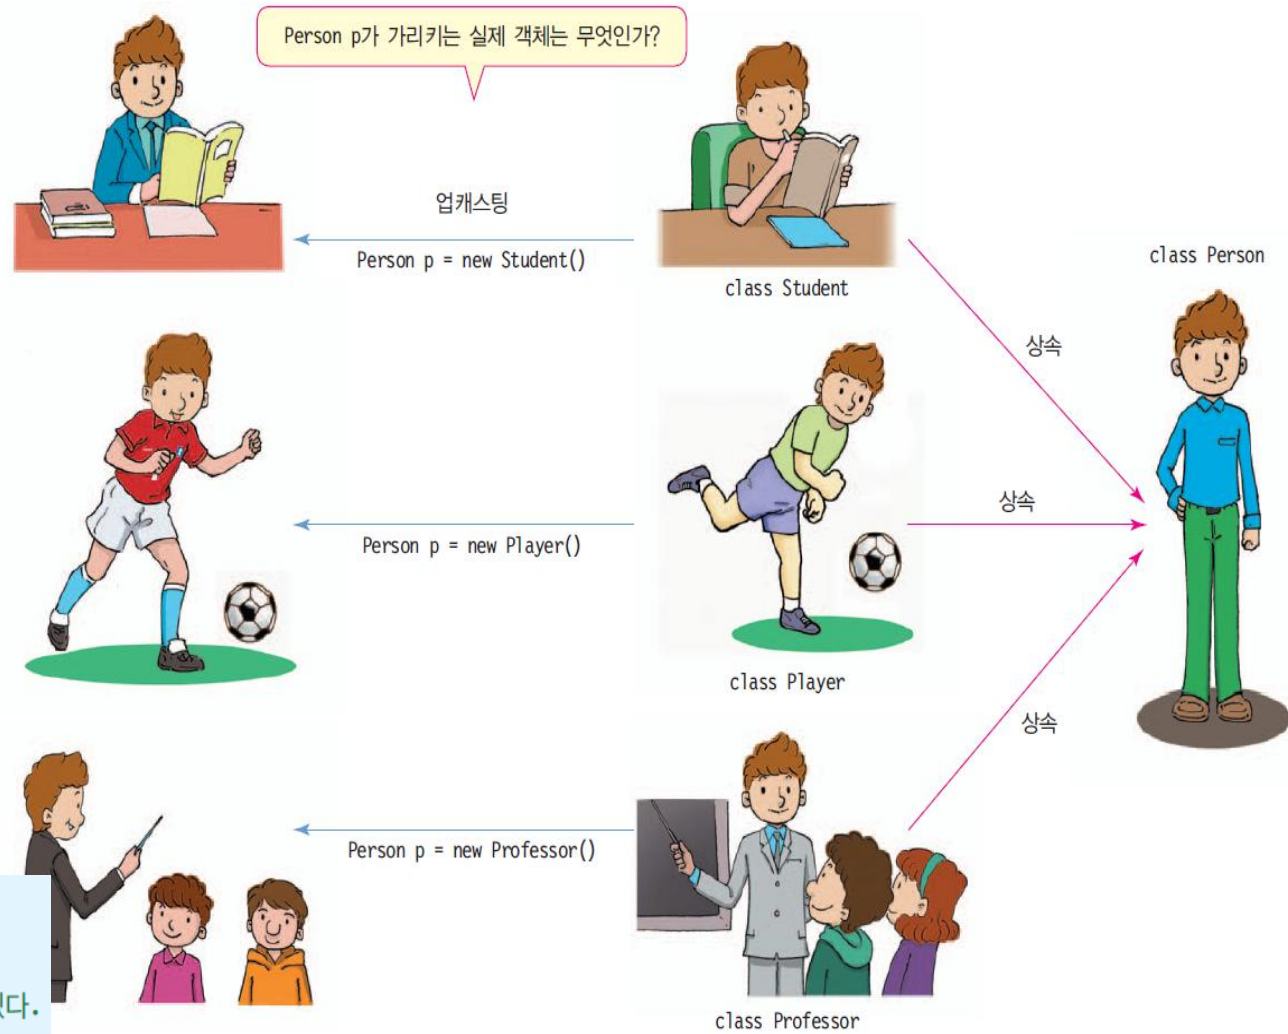 Person p가 가리키는 실제 객체는 무엇인가?
업캐스팅
Person p = new Student()
class Student
class Person
상속
Person p = new Player()
상속
class Player
상속
Person p = new Professor()
있다.
class Professor